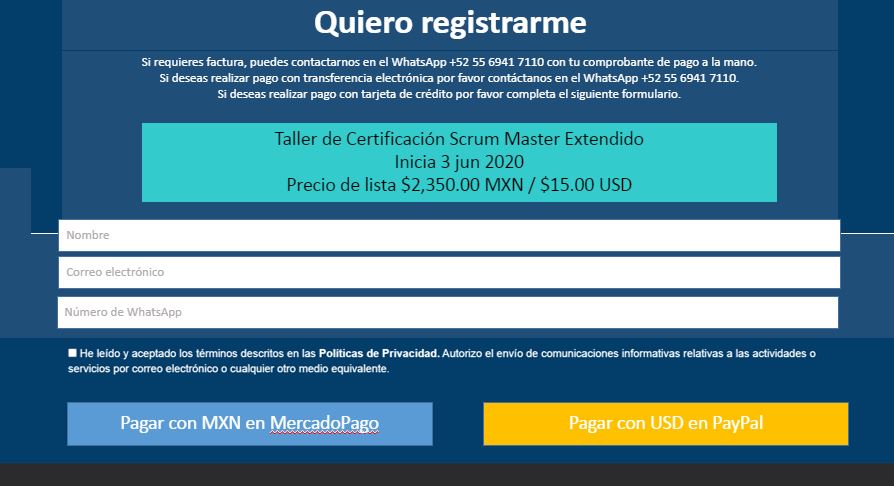 Quiero registrarme
Si requieres factura, puedes contactarnos en el WhatsApp +52 55 6941 7110 con tu comprobante de pago a la mano.
Si deseas realizar pago con transferencia electrónica por favor contáctanos en el WhatsApp +52 55 6941 7110.
Si deseas realizar pago con tarjeta de crédito por favor completa el siguiente formulario.
Taller de Certificación Scrum Master Extendido
Inicia 3 jun 2020
Precio de lista $2,350.00 MXN / $15.00 USD
Nombre
Correo electrónico
Número de WhatsApp
He leído y aceptado los términos descritos en las Políticas de Privacidad. Autorizo el envío de comunicaciones informativas relativas a las actividades o
servicios por correo electrónico o cualquier otro medio equivalente.
Pagar con MXN en MercadoPago
Pagar con USD en PayPal